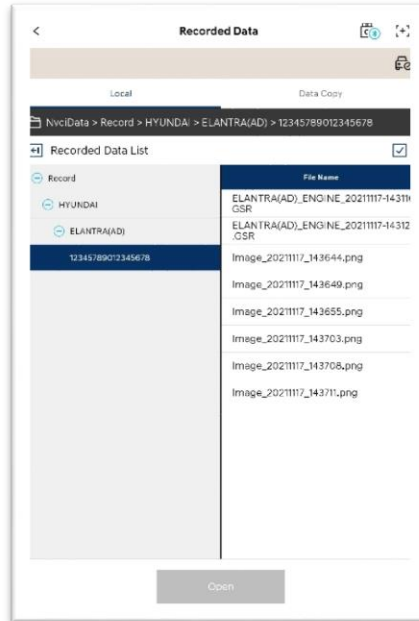 Recorded Data
Local
Data Copy
NvciData > Record > HYUNDAI > ELANTRA(AD) > 12345789012345678
Recorded Data List
Record
HYUNDAI
ELANTRA(AD)
12345789012345678
File Name
ELANTRA(AD)_ENGINE_20211117-14311
GSR
ELANTRA(AD)_ENGINE_20211117-14312
.GSR
Image_20211117_143644.png
Image_20211117_143649.png
Image_20211117_143655.png
Image_20211117_143703.png
Image_20211117_143708.png
Image_20211117_143711.png
Open